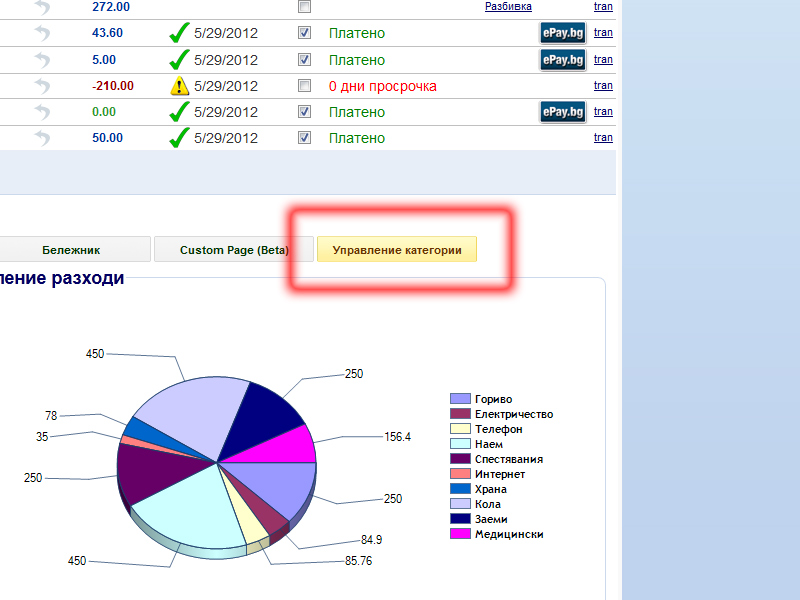 272.00 Разбивка tran
43.60 5/29/2012 Платено ePay.bg tran
5.00 5/29/2012 Платено ePay.bg tran
-210.00 5/29/2012 0 дни просрочка tran
0.00 5/29/2012 Платено ePay.bg tran
50.00 5/29/2012 Платено tran
Бележник Custom Page (Beta) Управление категории
ление разходи
450
250
78
35
156.4
250
250
84.9
450
85.76
Гориво
Електричество
Телефон
Наем
Спестявания
Интернет
Храна
Кола
Заеми
Медицински